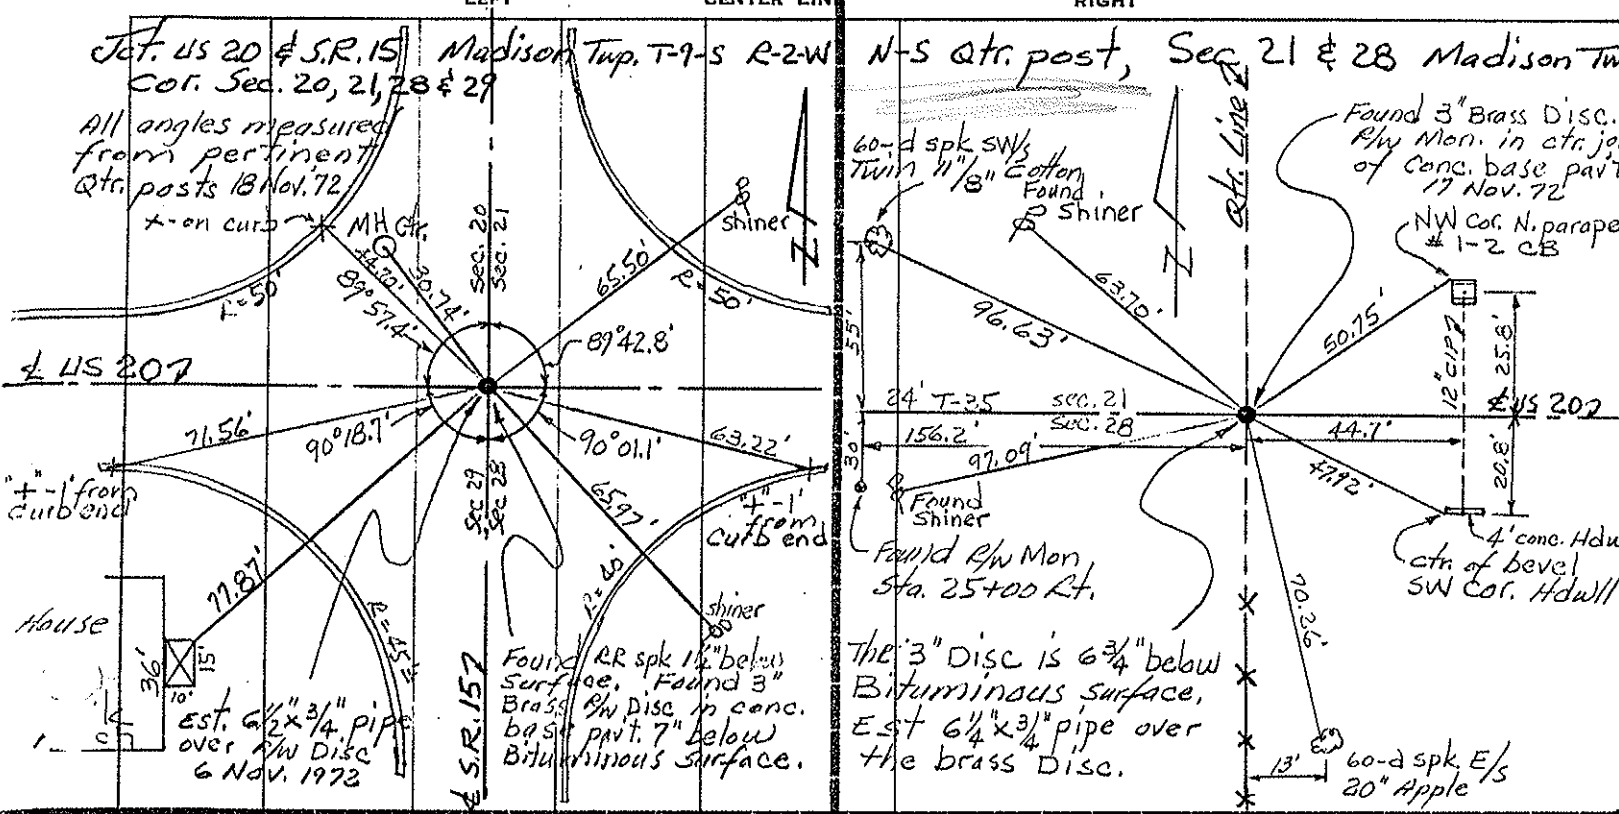 LEFT
CENTER LINE
RIGHT
Jct. US 20 & S.R. 15 Madison Twp. T-9-S R-2-W
Cor. Sec. 20, 21, 28 & 29
All angles measured
from pertinent
Qtr. posts 18 Nov. 72
x-on curb
MH Ctr.
Sec. 20
Sec. 21
Shiner
44.70'
30.74'
65.50'
R=50'
R=50'
89°57.4'
89°42.8'
℄ US 20
71.56'
90°18.7'
90°01.1'
63.22'
"+"-1' from
curb end
Sec 29
Sec 28
65.97'
"+"-1'
from
curb end
77.87'
R=45'
R=40'
shiner
House
36'
15'
10'
Est. 6½"x¾" pipe
over R/W Disc
6 Nov. 1972
℄ S.R. 15
Found RR spk 1½" below
surface. Found 3"
Brass R/W Disc in conc.
base pavt. 7" below
Bituminous surface.
N-S Qtr. post, Sec. 21 & 28 Madison Tw
60-d spk SW/s
Twin 11"/8" Cotton
Found
Shiner
Qtr. Line
Found 3" Brass Disc.
R/W Mon. in ctr. jo
of conc. base pav't
17 Nov. 72
NW Cor. N. parape
# 1-2 CB
63.70'
96.63'
50.75'
55'
12" CIP
25.8'
24' T-35
sec. 21
sec. 28
℄ US 20
156.2'
44.7'
30'
97.09'
47.92'
20.8'
Found
Shiner
Found R/W Mon
Sta. 25+00 Rt.
4' conc. Hdw
ctr. of bevel
SW Cor. Hdwll
70.26'
The 3" Disc is 6¾" below
Bituminous surface.
Est 6¼"x¾" pipe over
the brass Disc.
13'
60-d spk. E/s
20" Apple